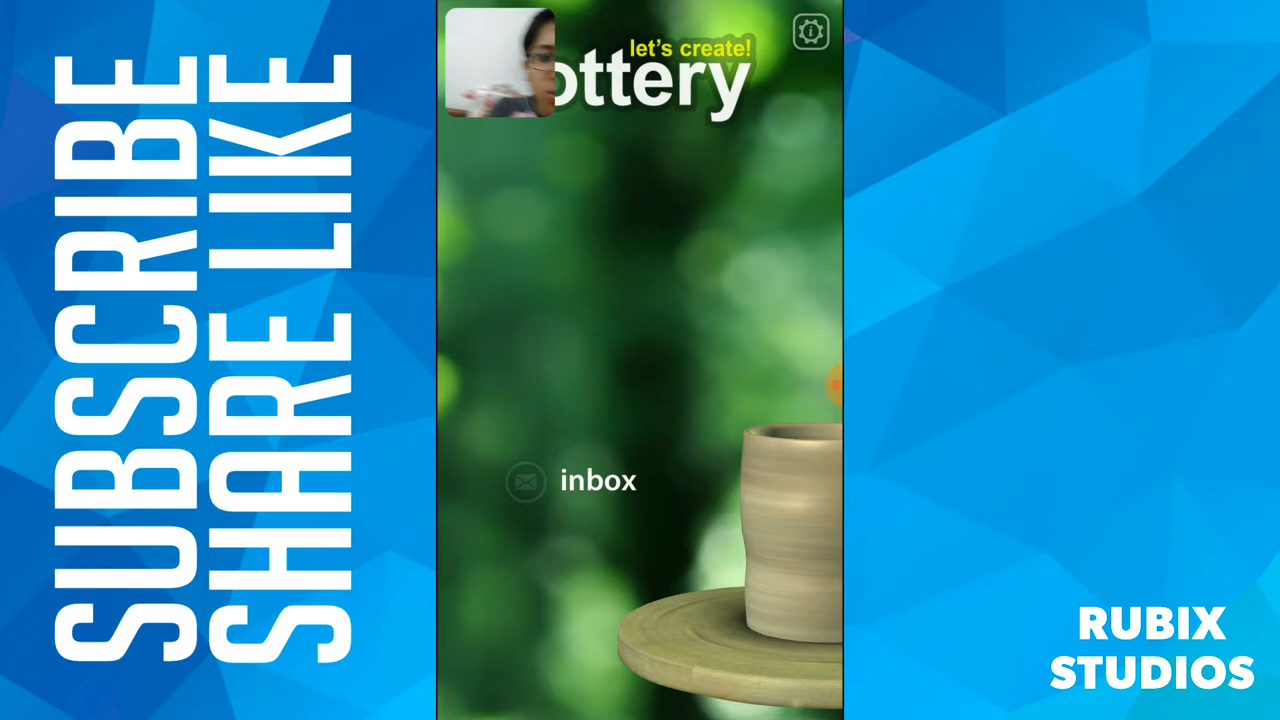 SUBSCRIBE
SHARE LIKE
let's create!
ottery
inbox
RUBIX
STUDIOS